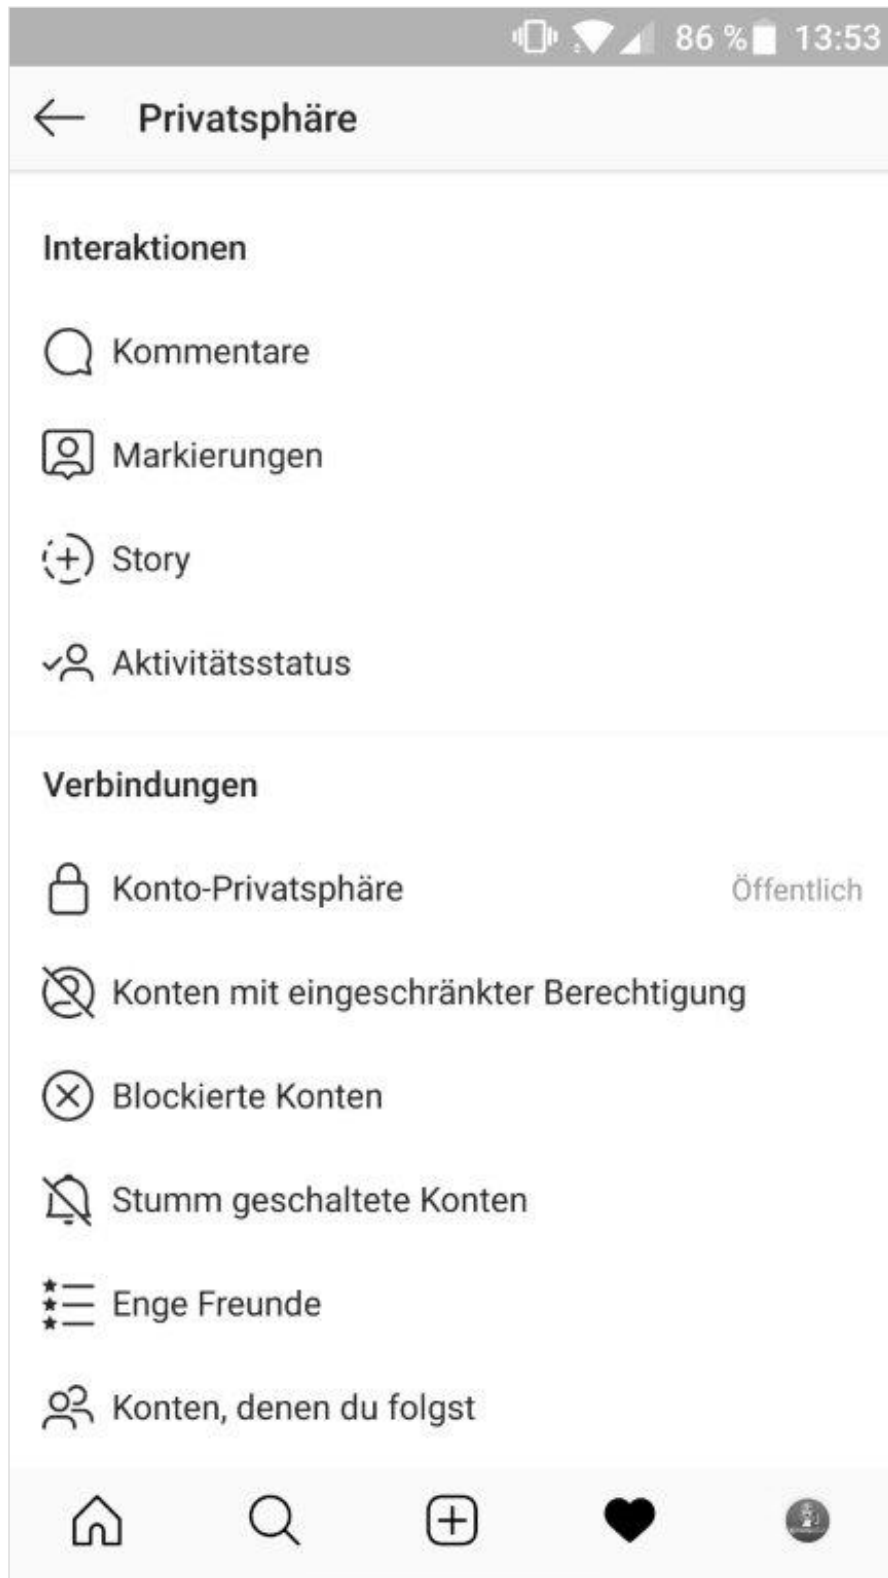 86 % 13:53
Privatsphäre
Interaktionen
Kommentare
Markierungen
Story
Aktivitätsstatus
Verbindungen
Konto-Privatsphäre Öffentlich
Konten mit eingeschränkter Berechtigung
Blockierte Konten
Stumm geschaltete Konten
Enge Freunde
Konten, denen du folgst